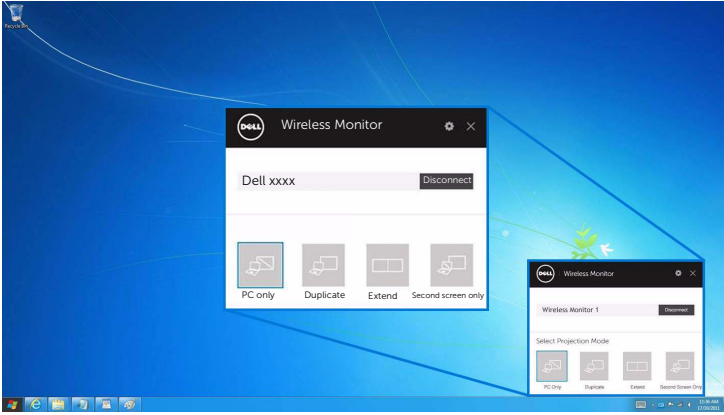 Recycle Bin
DELL
Wireless Monitor
Dell xxxx
Disconnect
PC only
Duplicate
Extend
Second screen only
DELL
Wireless Monitor
Wireless Monitor 1
Disconnect
Select Projection Mode
PC Only
Duplicate
Extend
Second Screen Only